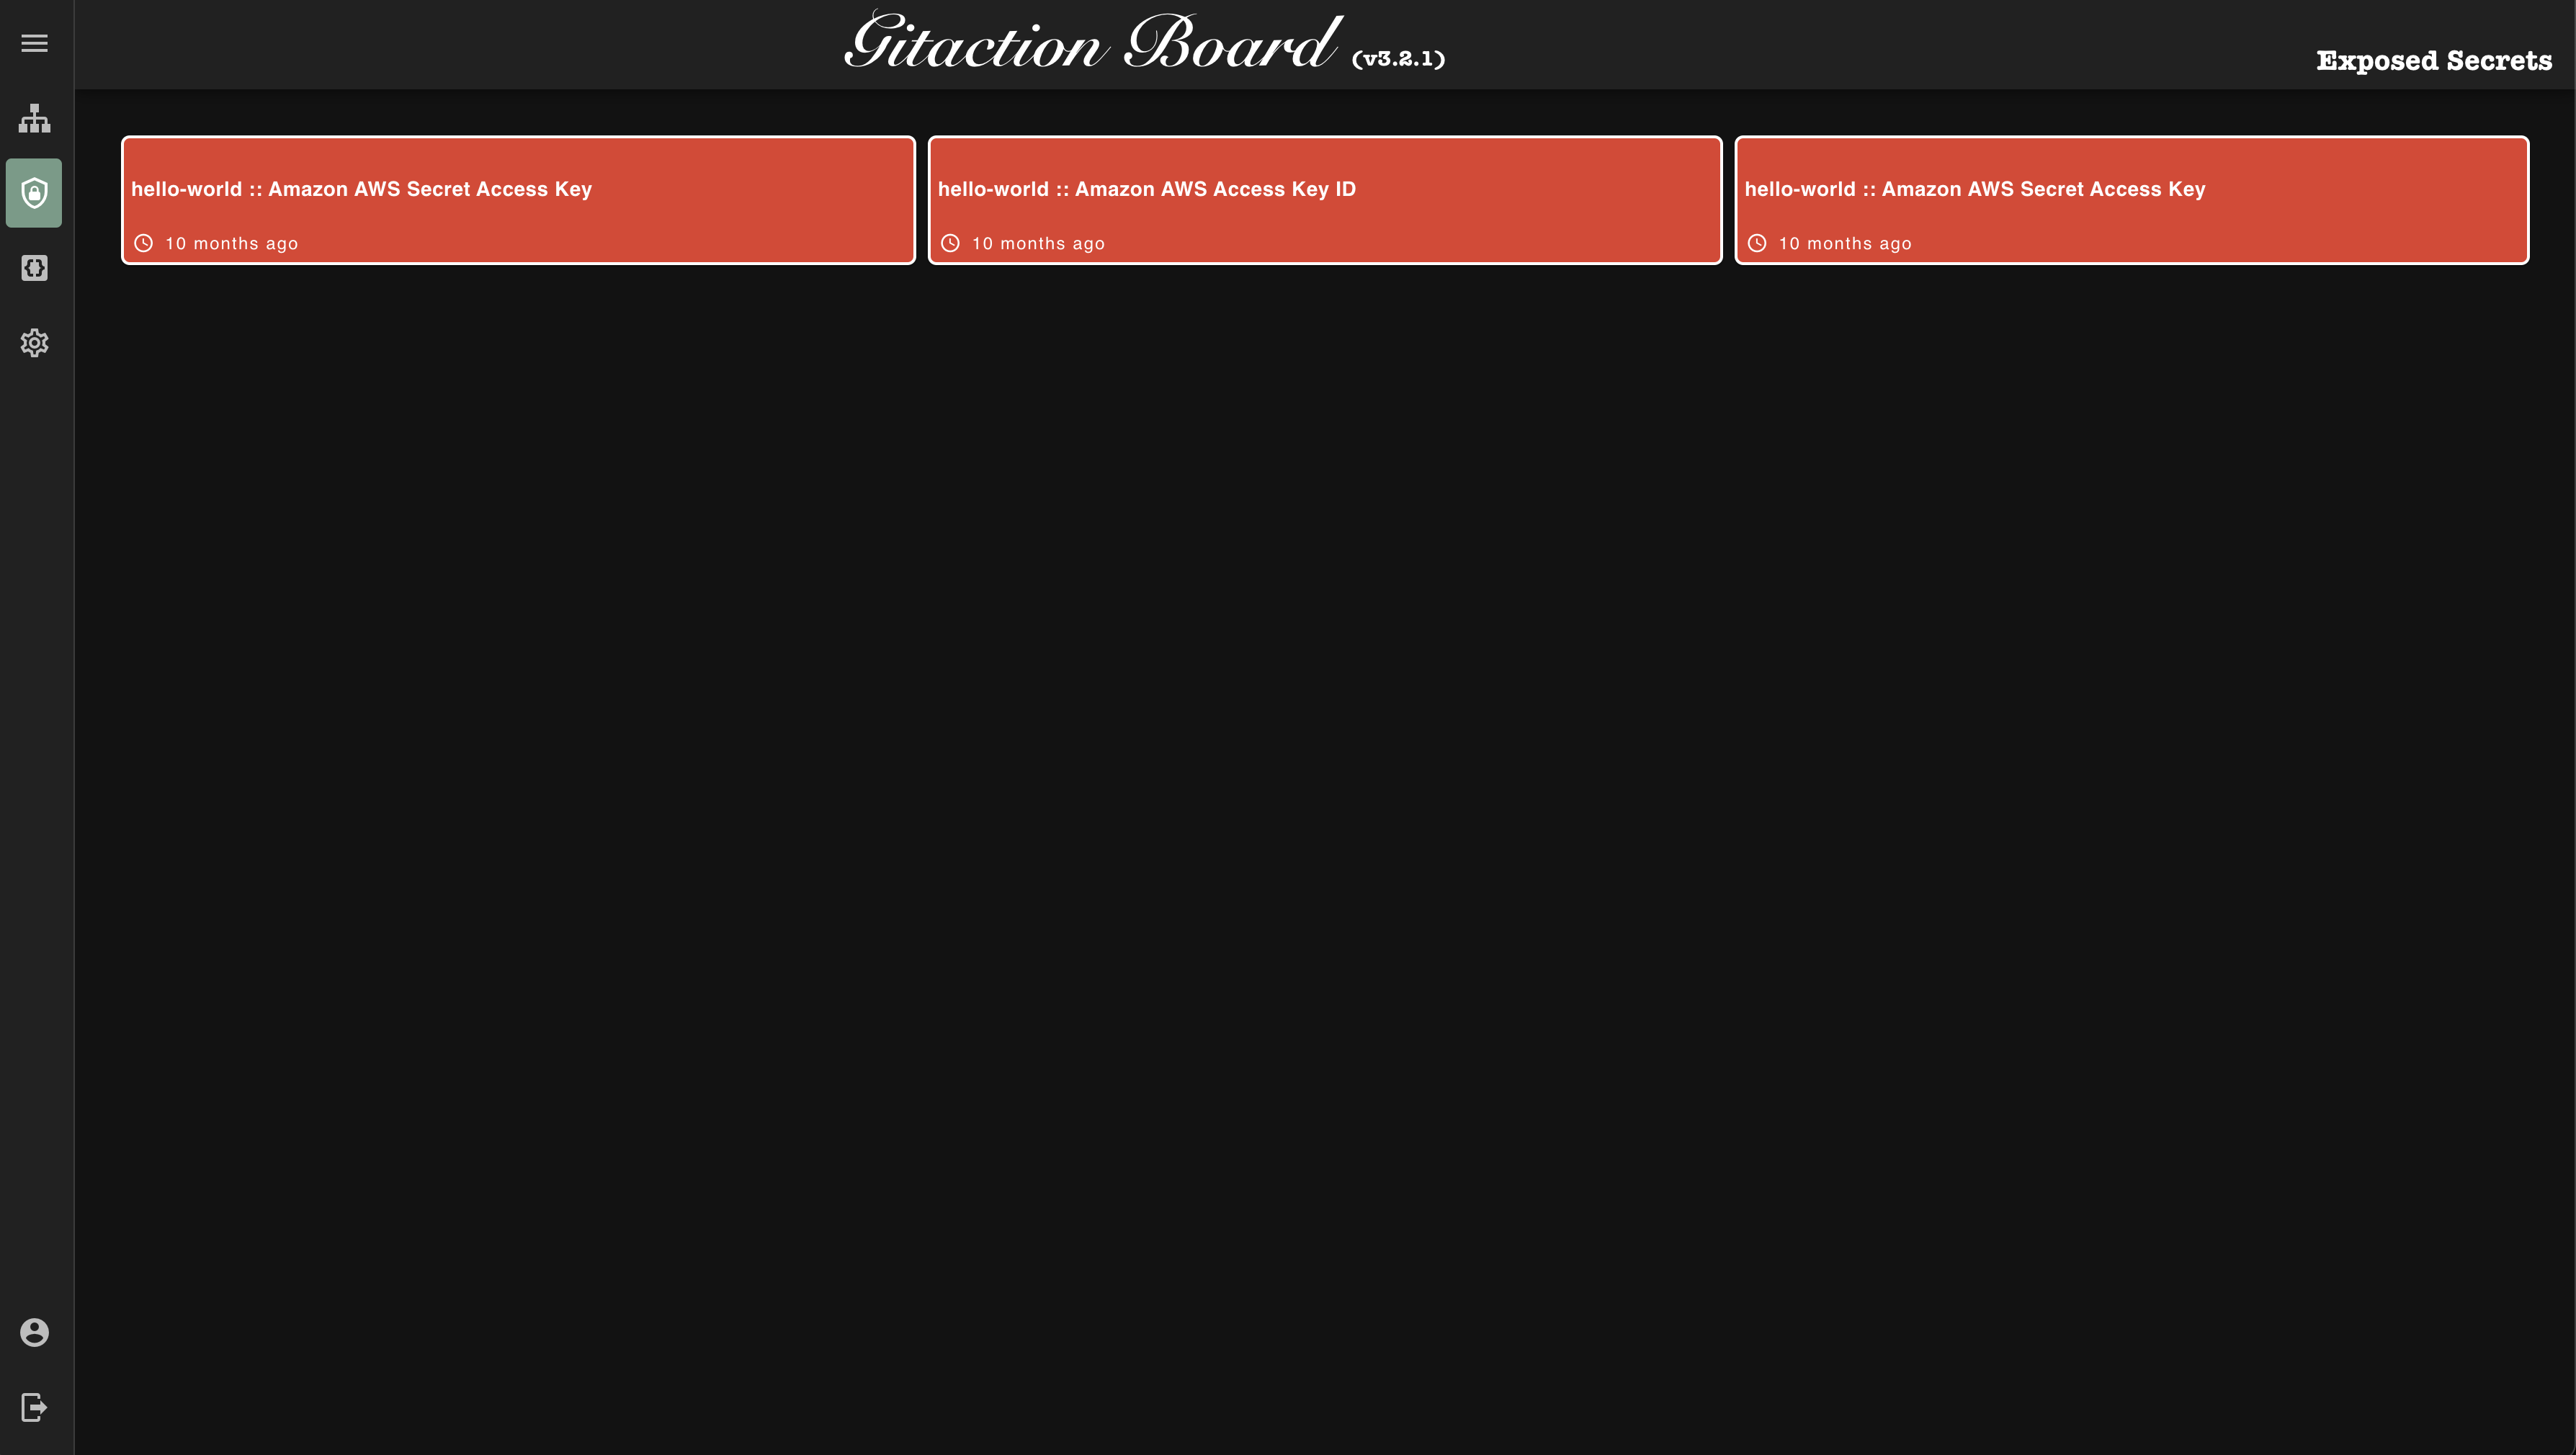 Gitaction Board (v3.2.1)
Exposed Secrets
hello-world :: Amazon AWS Secret Access Key
10 months ago
hello-world :: Amazon AWS Access Key ID
10 months ago
hello-world :: Amazon AWS Secret Access Key
10 months ago